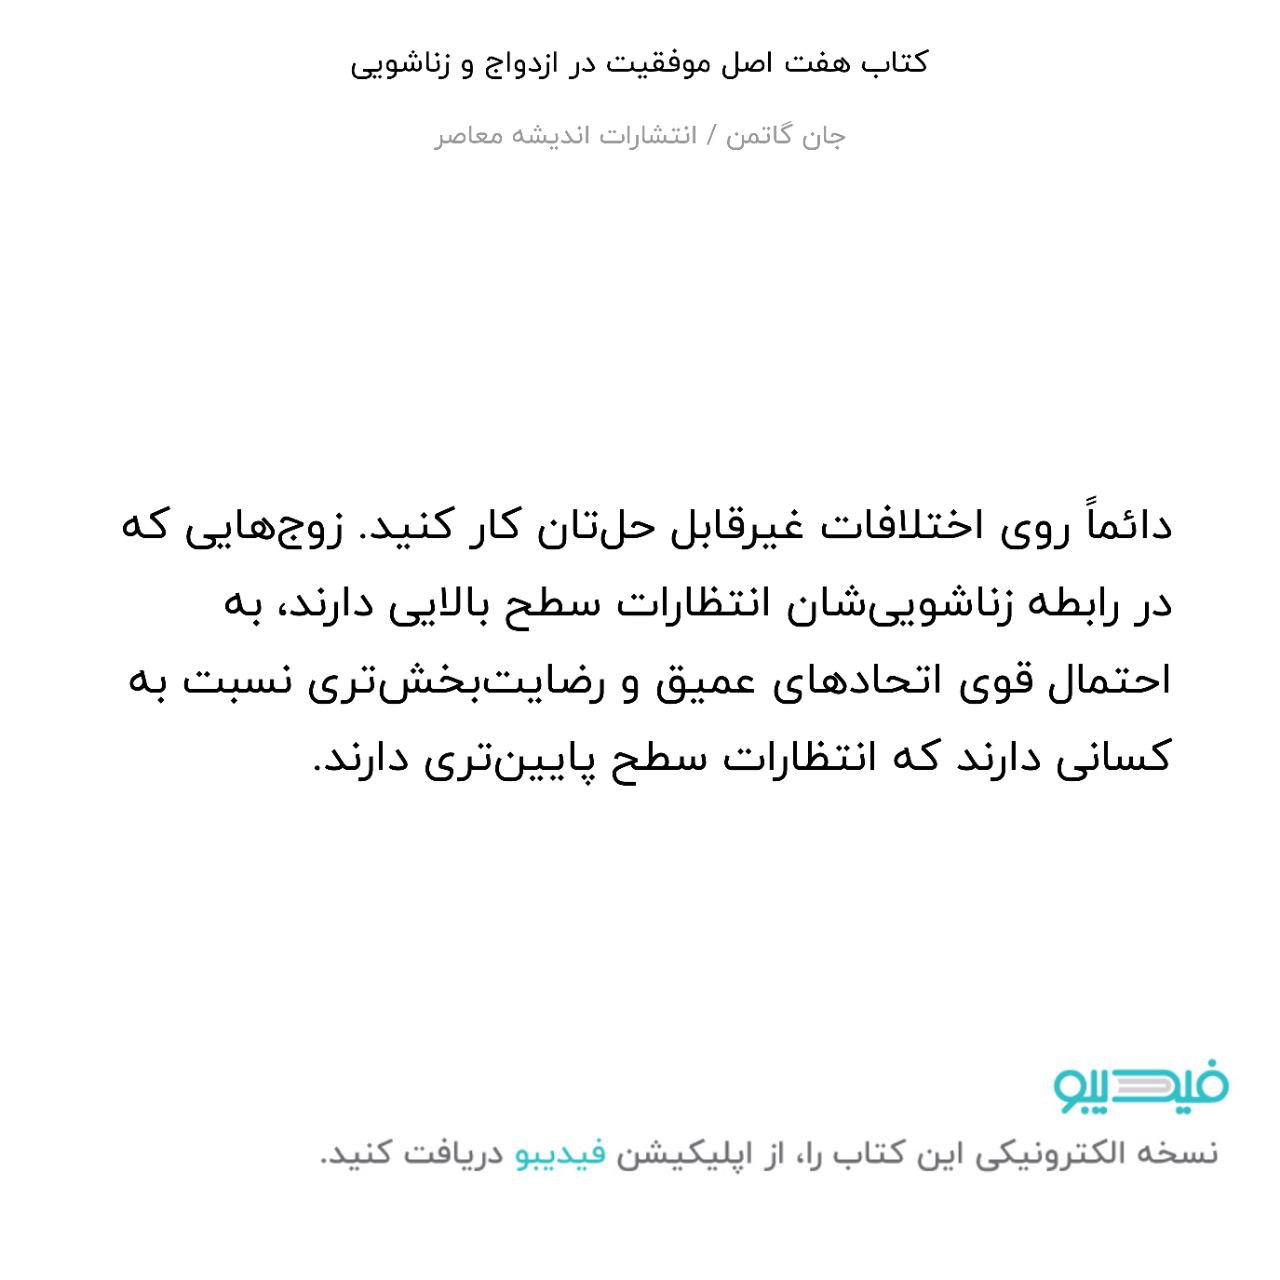 کتاب هفت اصل موفقیت در ازدواج و زناشویی
جان گاتمن / انتشارات اندیشه معاصر
دائماً روی اختلافات غیرقابل حل‌تان کار کنید. زوج‌هایی که
در رابطه زناشویی‌شان انتظارات سطح بالایی دارند، به
احتمال قوی اتحادهای عمیق و رضایت‌بخش‌تری نسبت به
کسانی دارند که انتظارات سطح پایین‌تری دارند.
فیدیبو
نسخه الکترونیکی این کتاب را، از اپلیکیشن فیدیبو دریافت کنید.